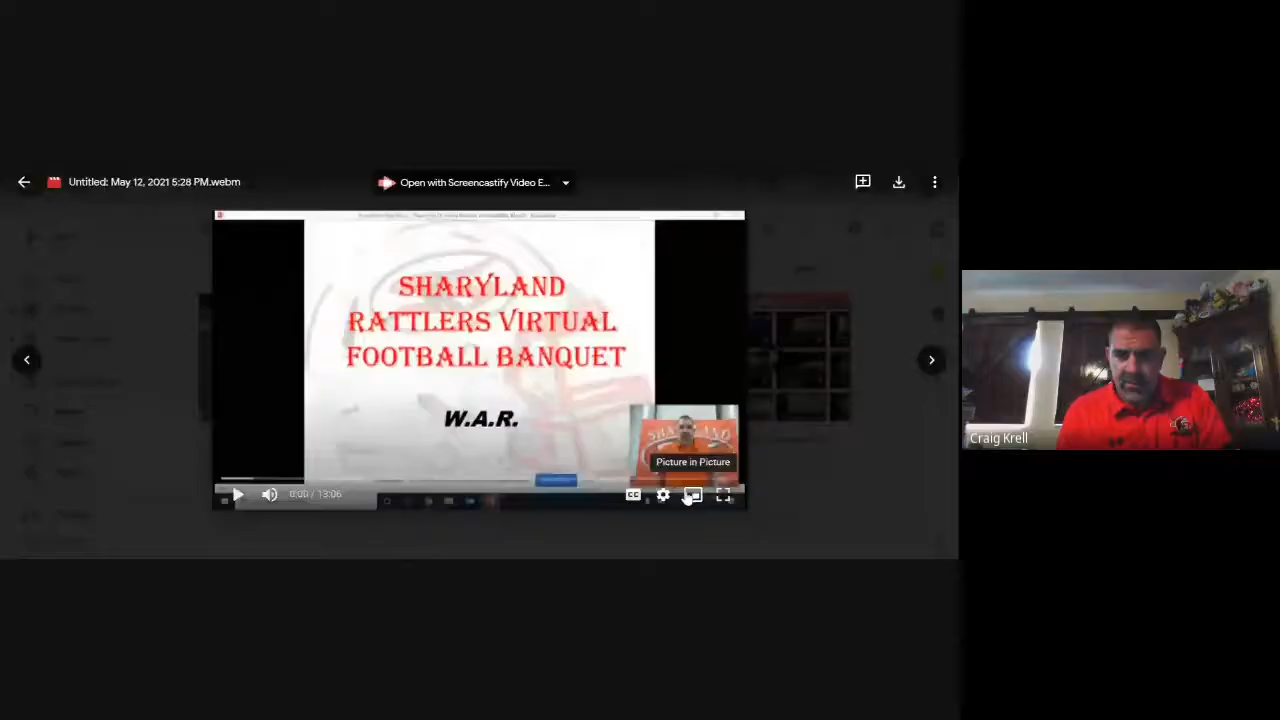 Untitled: May 12, 2021 5:28 PM.webm
Open with Screencastify Video E...
SHARYLAND
RATTLERS VIRTUAL
FOOTBALL BANQUET
W.A.R.
Picture in Picture
0:00 / 13:06
CC
Craig Krell